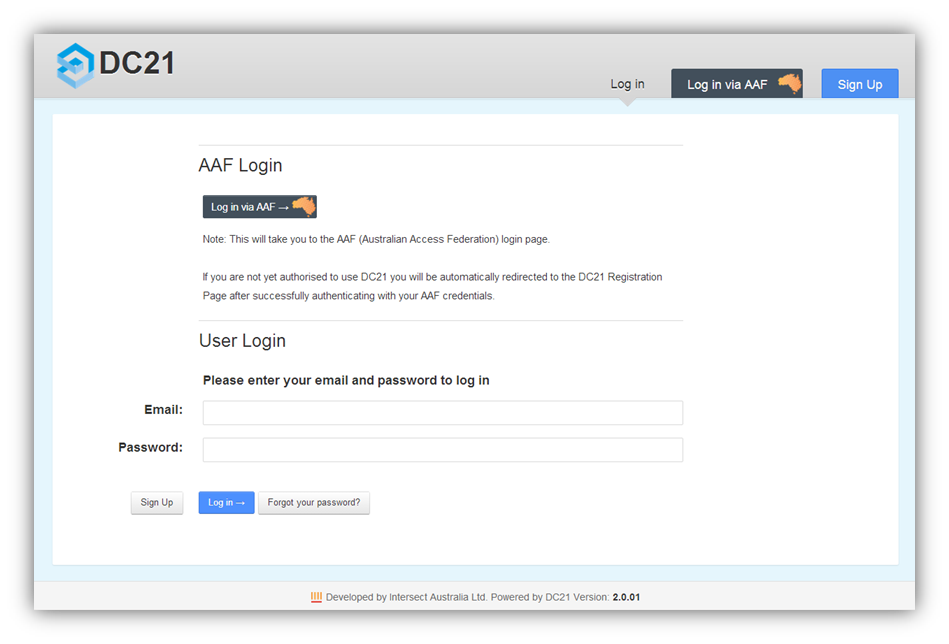 DC21
Log in
Log in via AAF
Sign Up
AAF Login
Log in via AAF →
Note: This will take you to the AAF (Australian Access Federation) login page.
If you are not yet authorised to use DC21 you will be automatically redirected to the DC21 Registration
Page after successfully authenticating with your AAF credentials.
User Login
Please enter your email and password to log in
Email:
Password:
Sign Up
Log in →
Forgot your password?
Developed by Intersect Australia Ltd. Powered by DC21 Version: 2.0.01